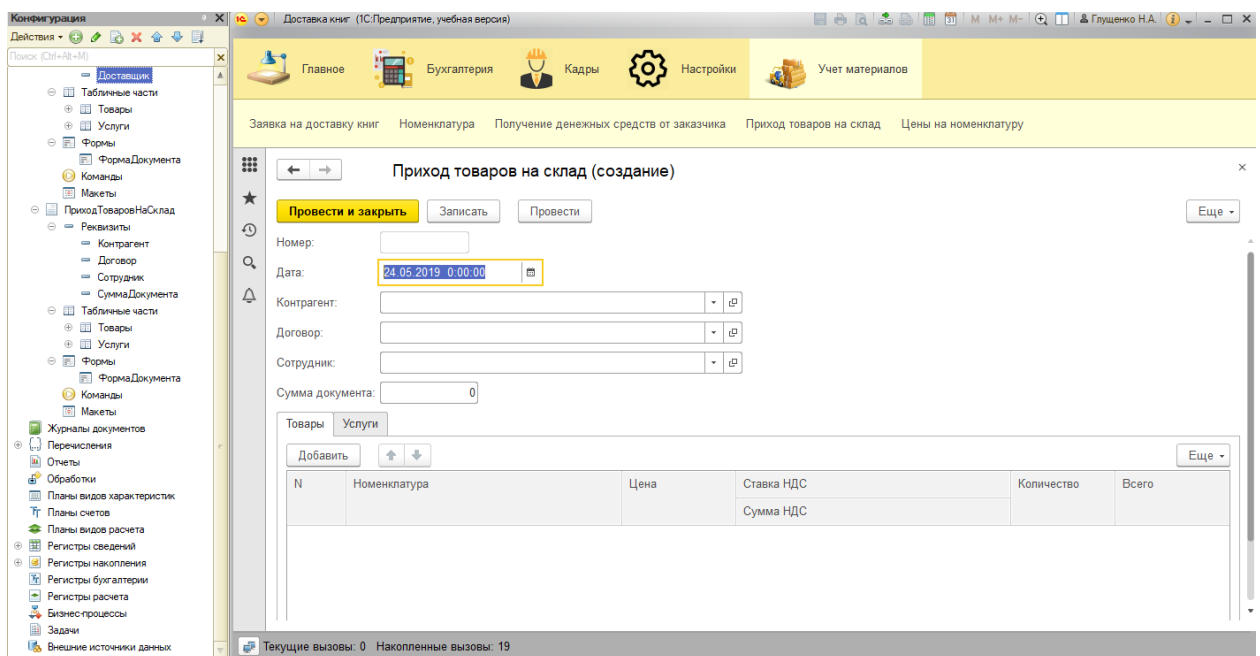 Конфигурация
Действия
Поиск (Ctrl+Alt+M)
Доставщик
Табличные части
Товары
Услуги
Формы
ФормаДокумента
Команды
Макеты
ПриходТоваровНаСклад
Реквизиты
Контрагент
Договор
Сотрудник
СуммаДокумента
Табличные части
Товары
Услуги
Формы
ФормаДокумента
Команды
Макеты
Журналы документов
Перечисления
Отчеты
Обработки
Планы видов характеристик
Планы счетов
Планы видов расчета
Регистры сведений
Регистры накопления
Регистры бухгалтерии
Регистры расчета
Бизнес-процессы
Задачи
Внешние источники данных
Доставка книг (1С:Предприятие, учебная версия)
M M+ M- Глущенко Н.А.
Главное Бухгалтерия Кадры Настройки Учет материалов
Заявка на доставку книг Номенклатура Получение денежных средств от заказчика Приход товаров на склад Цены на номенклатуру
Приход товаров на склад (создание)
Провести и закрыть Записать Провести Еще
Номер:
Дата: 24.05.2019 0:00:00
Контрагент:
Договор:
Сотрудник:
Сумма документа: 0
Товары Услуги
Добавить Еще
N Номенклатура Цена Ставка НДС Количество Всего
Сумма НДС
Текущие вызовы: 0 Накопленные вызовы: 19